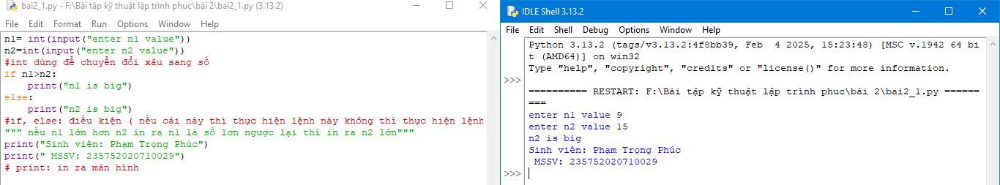 bai2_1.py - F:\Bài tập kỹ thuật lập trình phuc\bài 2\bai2_1.py (3.13.2)
File Edit Format Run Options Window Help
n1= int(input("enter n1 value"))
n2=int(input("enter n2 value"))
#int dùng để chuyển đổi xâu sang số
if n1>n2:
    print("n1 is big")
else:
    print("n2 is big")
#if, else: điều kiện ( nếu cái này thì thực hiện lệnh này không thì thực hiện lệnh
""" nếu n1 lớn hơn n2 in ra n1 là số lơn ngược lại thì in ra n2 lớn"""
print("Sinh viên: Phạm Trọng Phúc")
print(" MSSV: 235752020710029")
# print: in ra màn hình
IDLE Shell 3.13.2
File Edit Shell Debug Options Window Help
Python 3.13.2 (tags/v3.13.2:4f8bb39, Feb  4 2025, 15:23:48) [MSC v.1942 64 bi
t (AMD64)] on win32
Type "help", "copyright", "credits" or "license()" for more information.
>>>
========== RESTART: F:\Bài tập kỹ thuật lập trình phuc\bài 2\bai2_1.py ======
===
enter n1 value 9
enter n2 value 15
n2 is big
Sinh viên: Phạm Trọng Phúc
 MSSV: 235752020710029
>>>